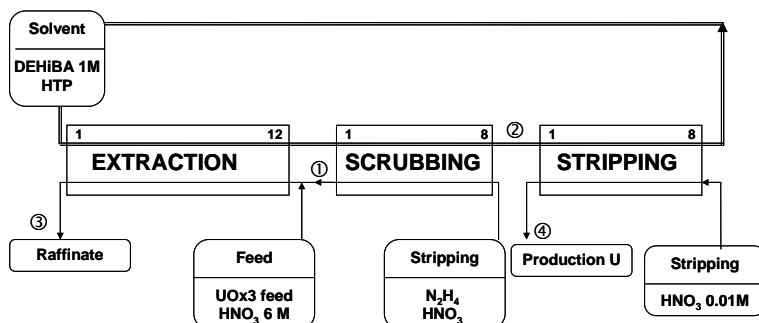 Solvent
DEHiBA 1M
HTP
1 12
EXTRACTION
1 8
SCRUBBING
②
1 8
STRIPPING
①
③
Raffinate
Feed
UOx3 feed
HNO₃ 6 M
Stripping
N₂H₄
HNO₃
④
Production U
Stripping
HNO₃ 0.01M